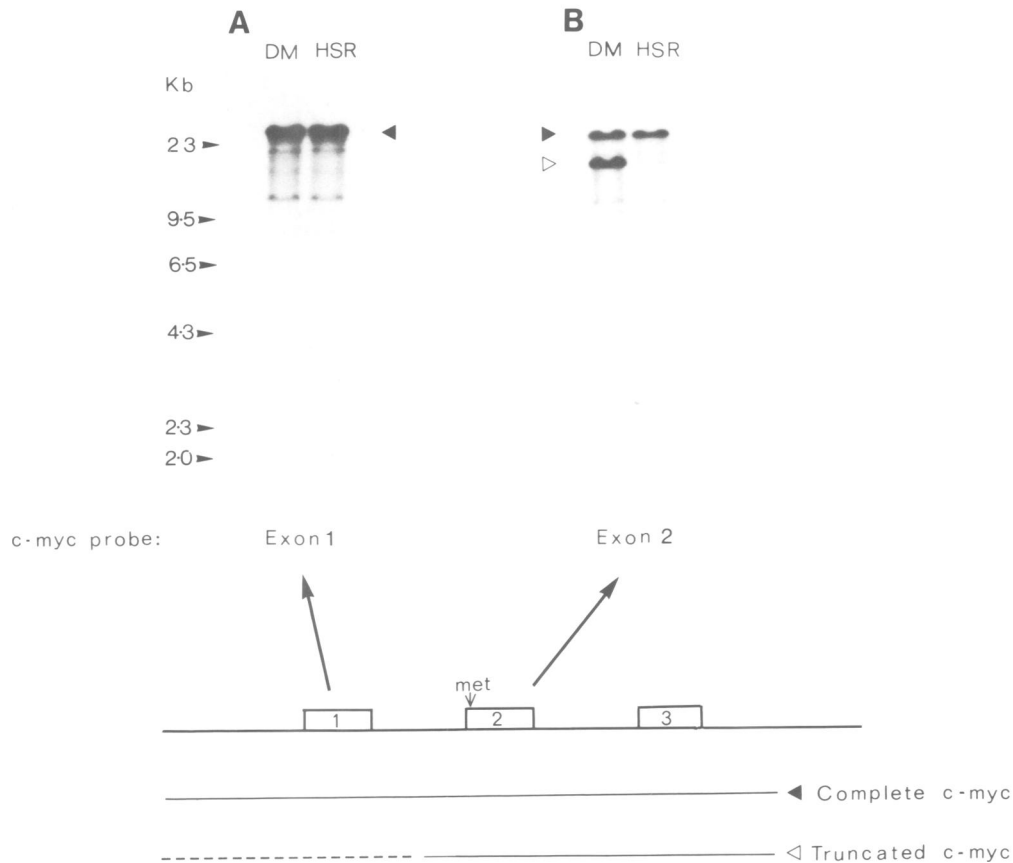 A
B
DM HSR
DM HSR
Kb
23
9·5
6·5
4·3
2·3
2·0
c-myc probe:
Exon 1
Exon 2
met
1
2
3
Complete c-myc
Truncated c-myc